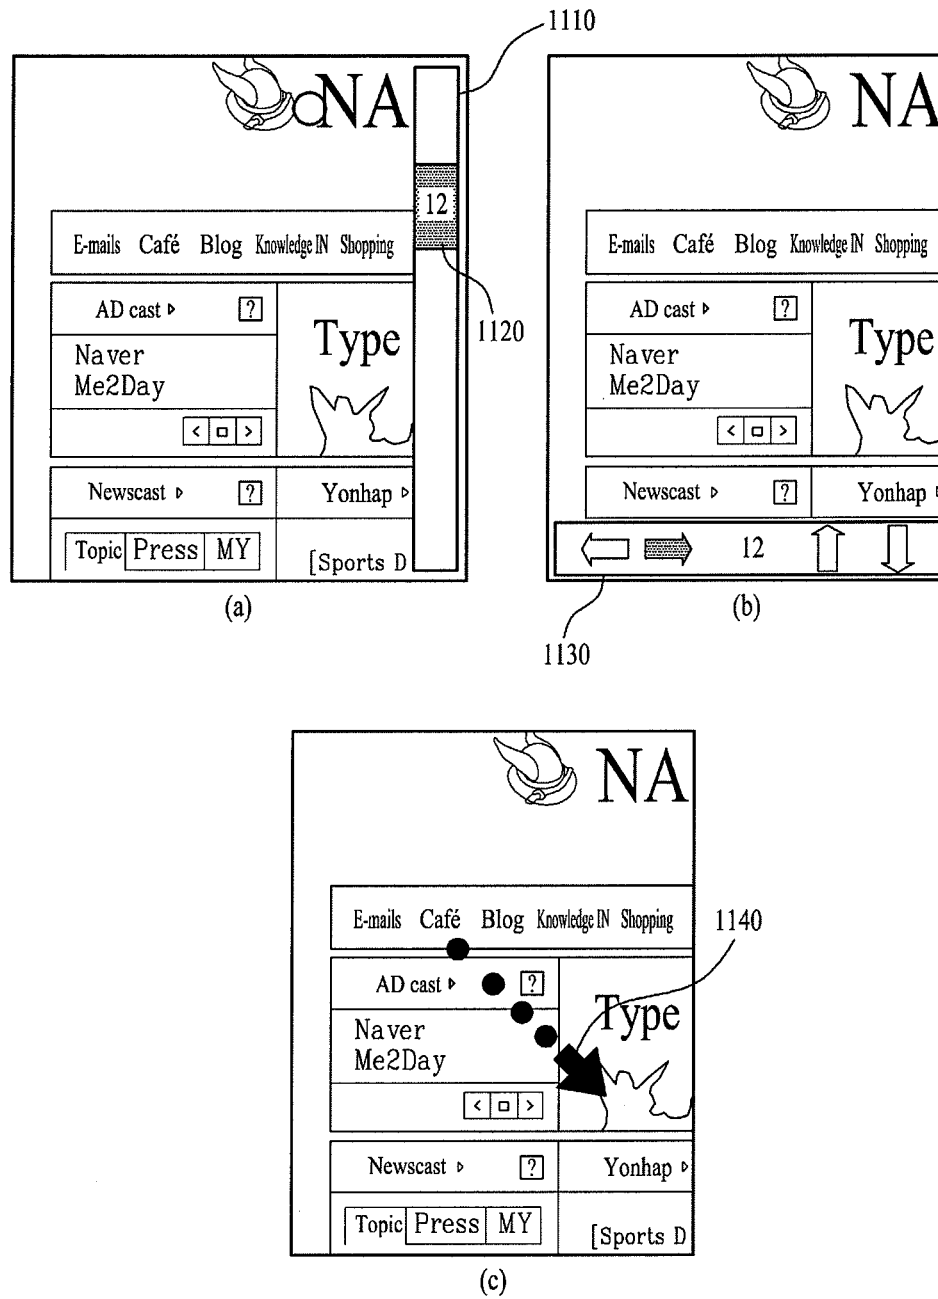 1110
NA
12
E-mails Café Blog Knowledge IN Shopping
1120
AD cast ▹ ?
Type
Naver
Me2Day
< □ >
Newscast ▹ ?
Yonhap ▹
Topic Press MY
[Sports D
(a)
NA
E-mails Café Blog Knowledge IN Shopping
AD cast ▹ ?
Type
Naver
Me2Day
< □ >
Newscast ▹ ?
Yonhap
12
(b)
1130
NA
E-mails Café Blog Knowledge IN Shopping
1140
AD cast ▹ ?
Type
Naver
Me2Day
< □ >
Newscast ▹ ?
Yonhap ▹
Topic Press MY
[Sports D
(c)